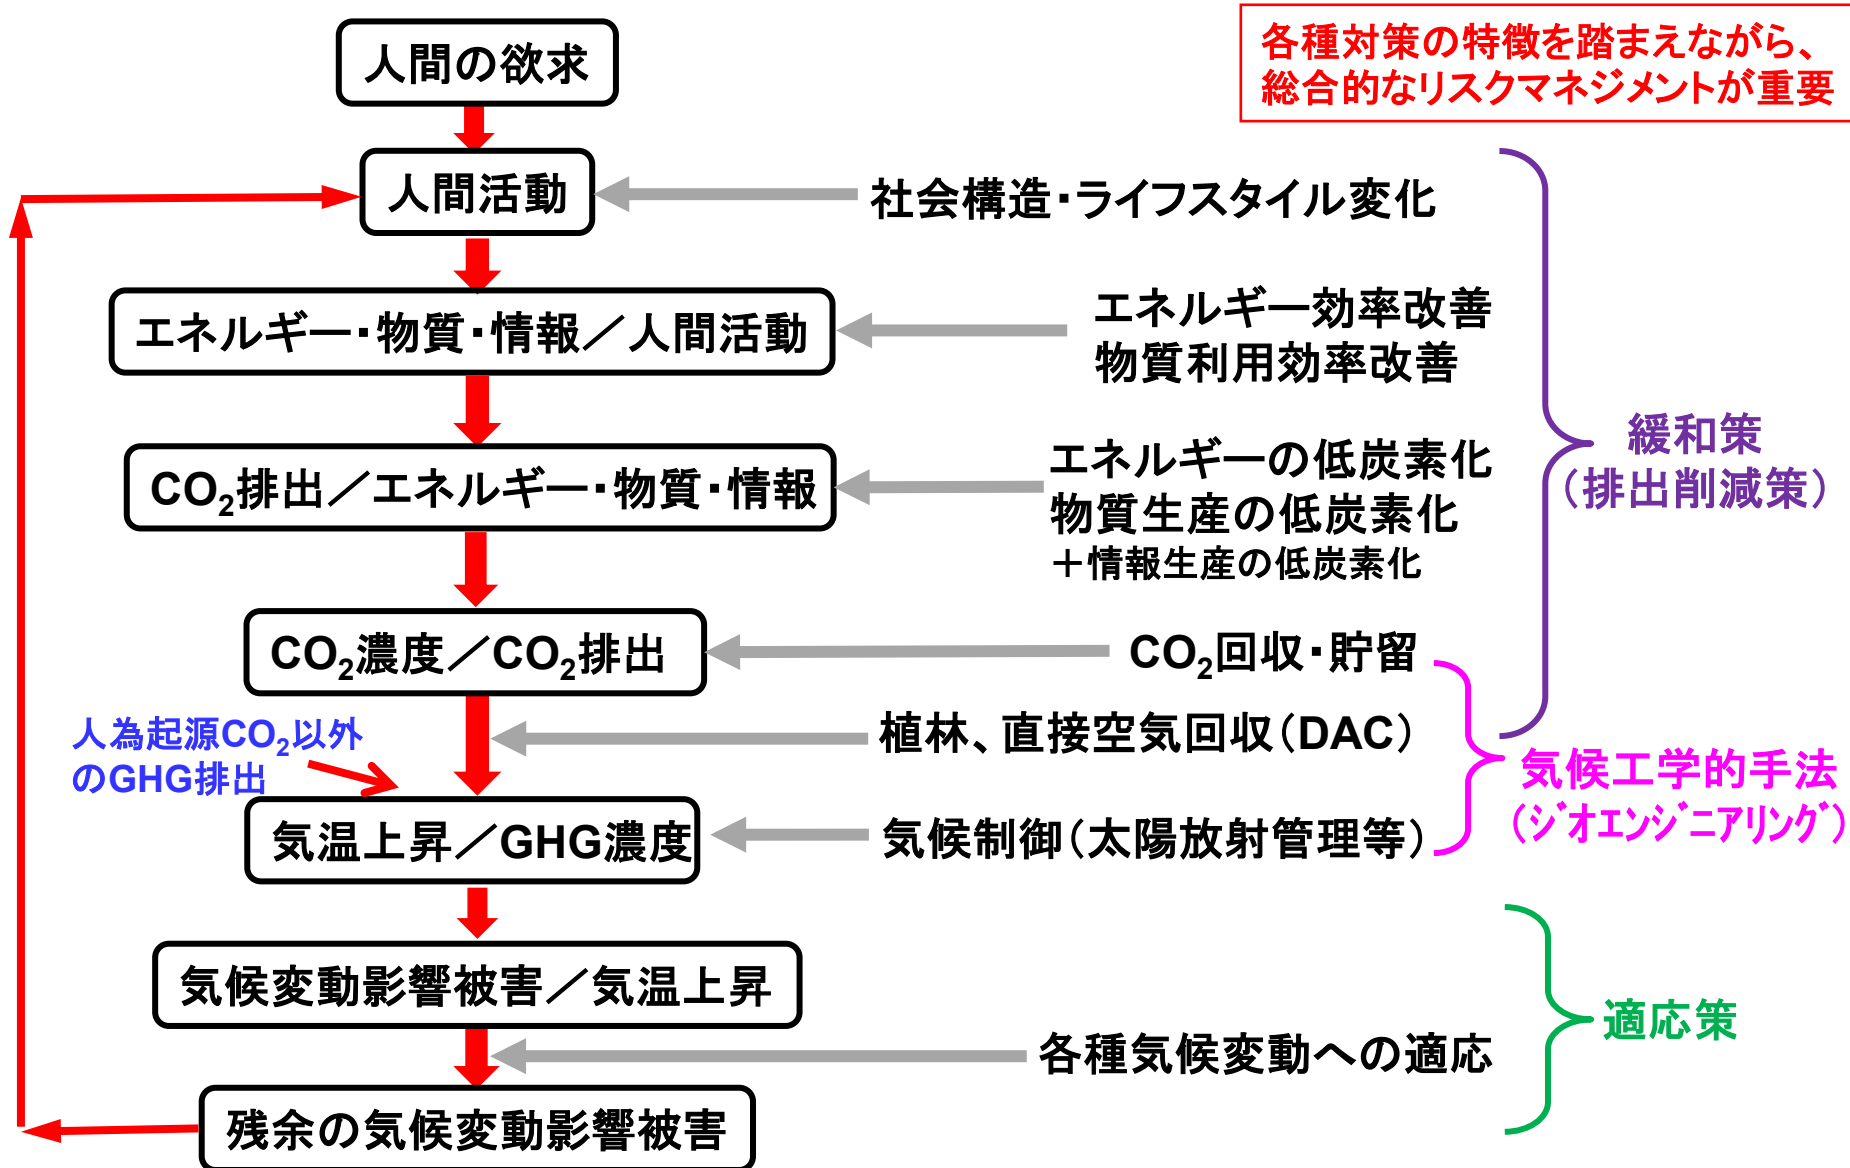 人間の欲求
各種対策の特徴を踏まえながら、
総合的なリスクマネジメントが重要
人間活動
社会構造・ライフスタイル変化
エネルギー・物質・情報／人間活動
エネルギー効率改善
物質利用効率改善
CO₂排出／エネルギー・物質・情報
エネルギーの低炭素化
物質生産の低炭素化
＋情報生産の低炭素化
緩和策
（排出削減策）
CO₂濃度／CO₂排出
CO₂回収・貯留
人為起源CO₂以外
のGHG排出
植林、直接空気回収（DAC）
気候工学的手法
（ｼﾞオエンｼﾞニアリンｸﾞ）
気温上昇／GHG濃度
気候制御（太陽放射管理等）
気候変動影響被害／気温上昇
適応策
各種気候変動への適応
残余の気候変動影響被害